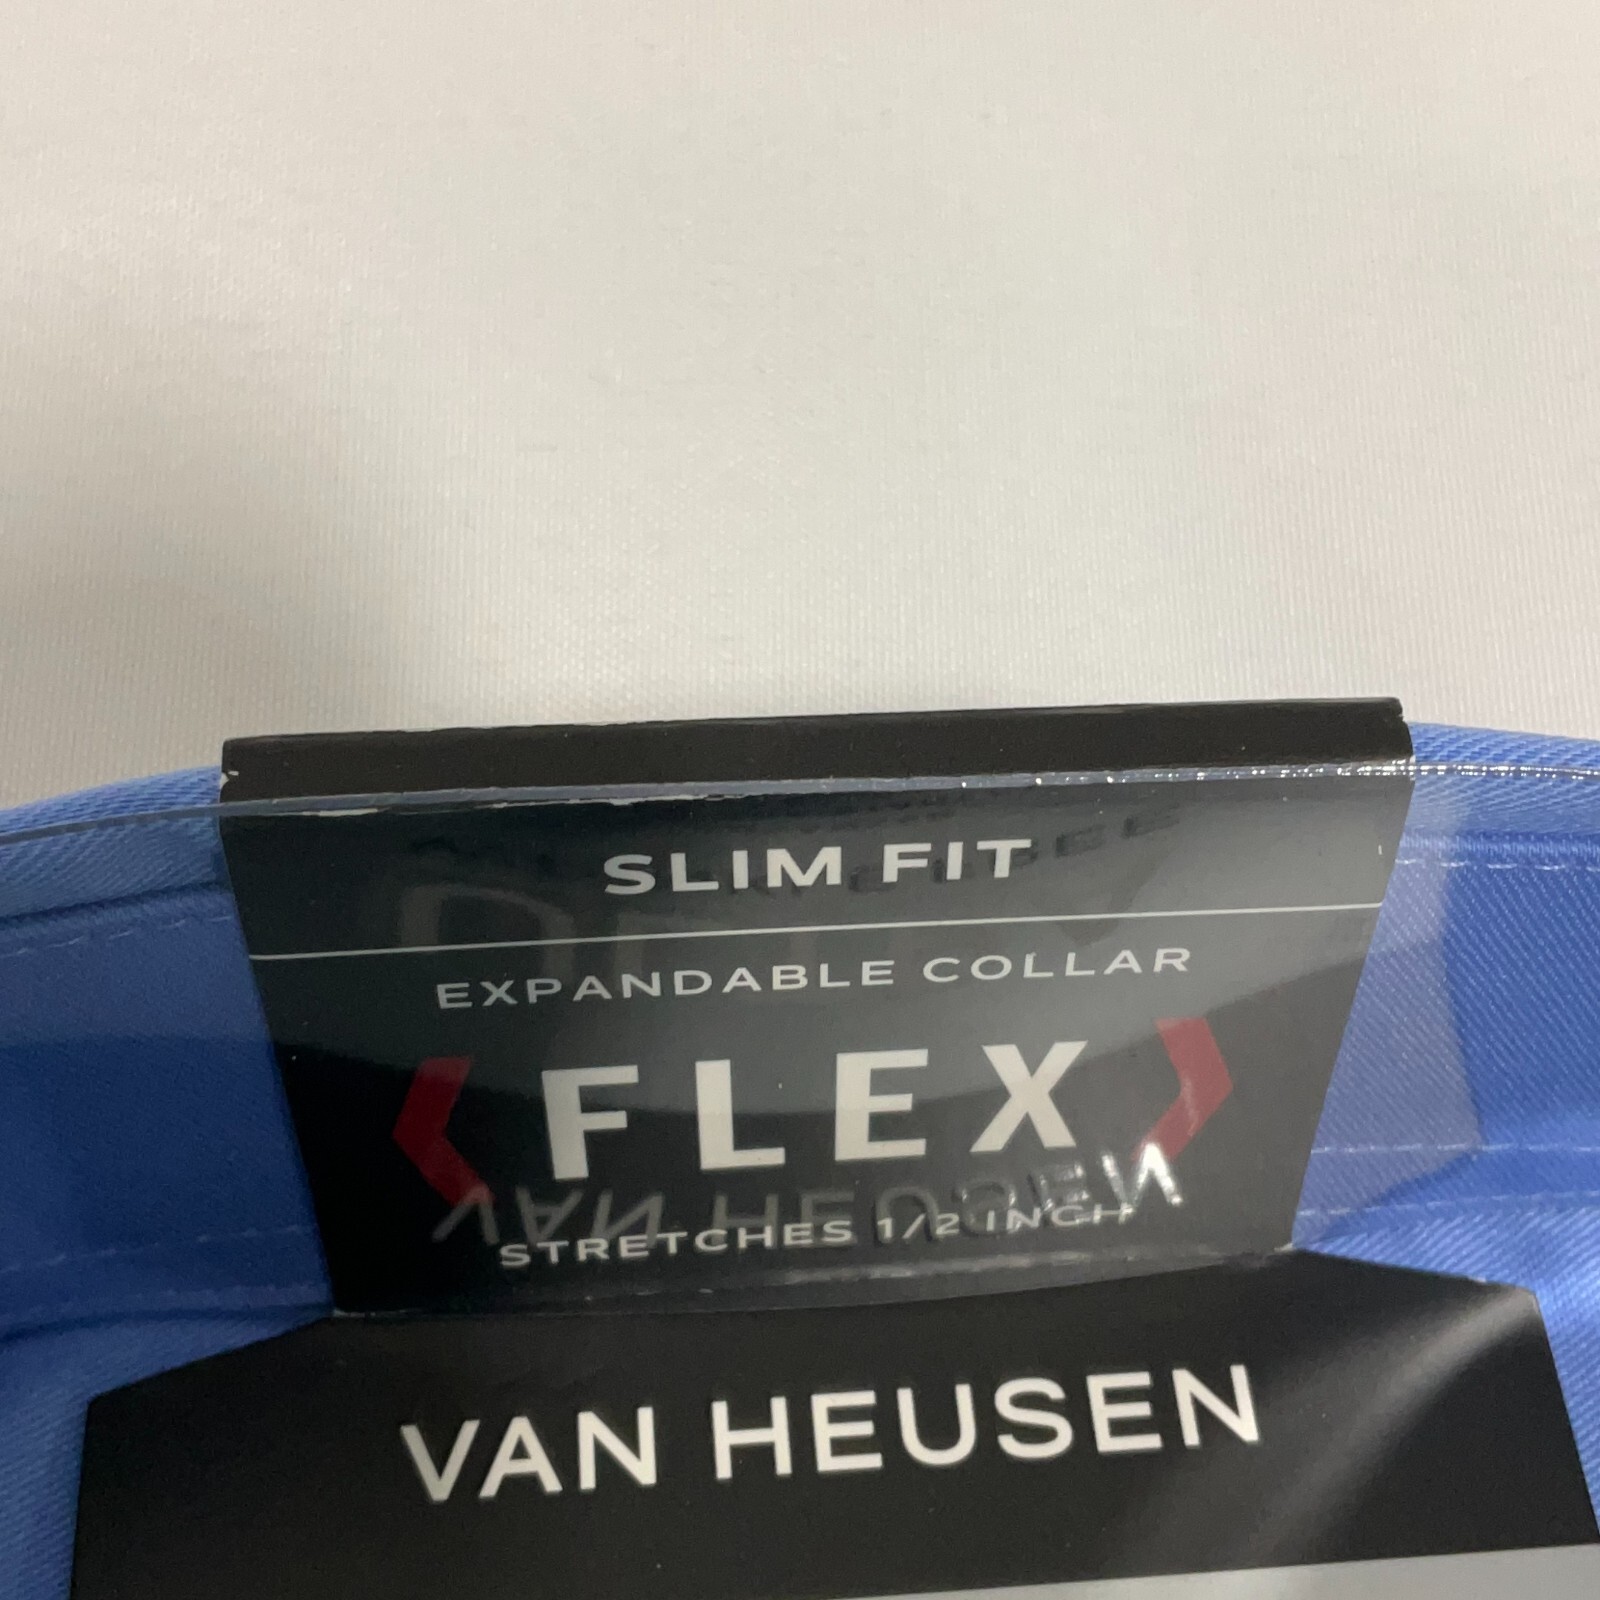 SLIM FIT
EXPANDABLE COLLAR
FLEX
STRETCHES 1/2 INCH
VAN HEUSEN